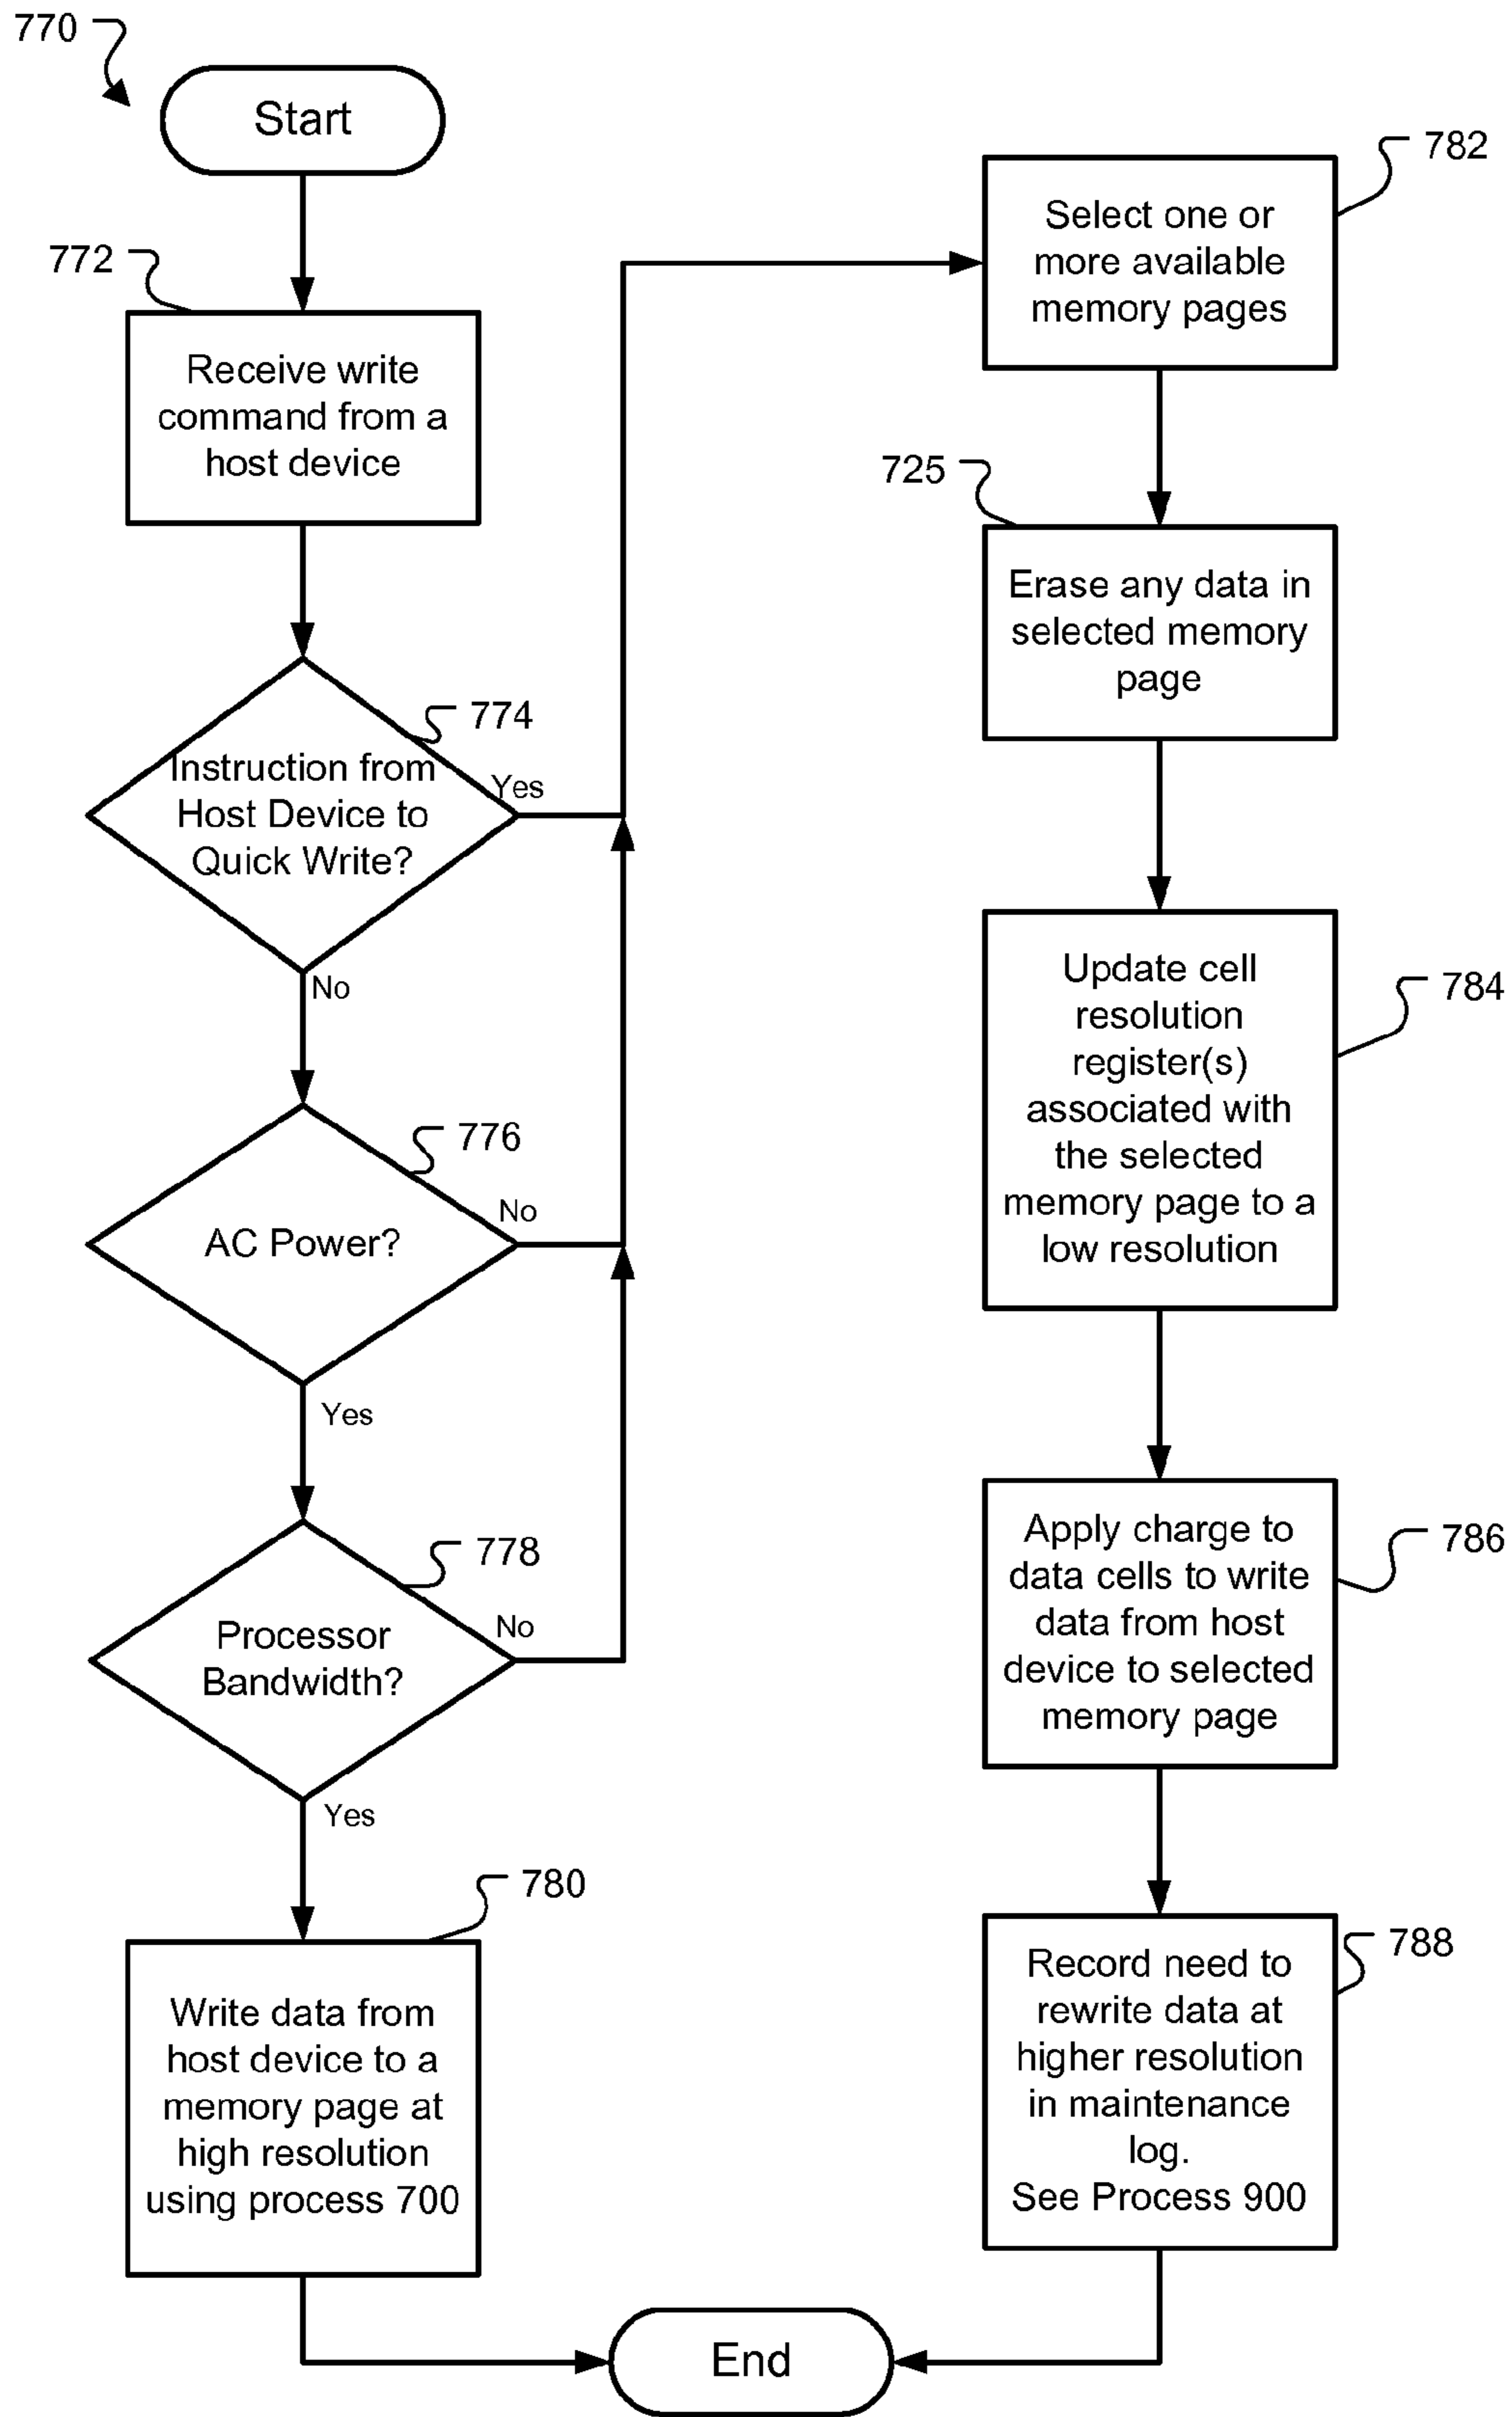 770
Start
772
Receive write
command from a
host device
774
Instruction from
Host Device to
Quick Write?
Yes
No
776
AC Power?
No
Yes
778
Processor
Bandwidth?
No
Yes
780
Write data from
host device to a
memory page at
high resolution
using process 700
782
Select one or
more available
memory pages
725
Erase any data in
selected memory
page
784
Update cell
resolution
register(s)
associated with
the selected
memory page to a
low resolution
786
Apply charge to
data cells to write
data from host
device to selected
memory page
788
Record need to
rewrite data at
higher resolution
in maintenance
log.
See Process 900
End